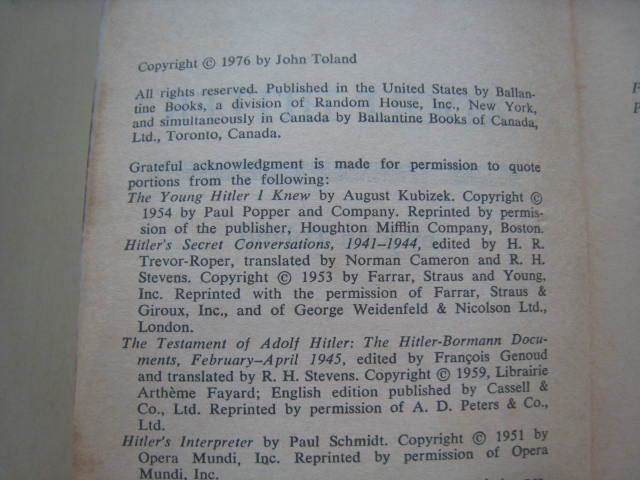 Copyright © 1976 by John Toland
All rights reserved. Published in the United States by Ballan-
tine Books, a division of Random House, Inc., New York,
and simultaneously in Canada by Ballantine Books of Canada,
Ltd., Toronto, Canada.
Grateful acknowledgment is made for permission to quote
portions from the following:
The Young Hitler I Knew by August Kubizek. Copyright ©
1954 by Paul Popper and Company. Reprinted by permis-
sion of the publisher, Houghton Mifflin Company, Boston.
Hitler's Secret Conversations, 1941–1944, edited by H. R.
Trevor-Roper, translated by Norman Cameron and R. H.
Stevens. Copyright © 1953 by Farrar, Straus and Young,
Inc. Reprinted with the permission of Farrar, Straus &
Giroux, Inc., and of George Weidenfeld & Nicolson Ltd.,
London.
The Testament of Adolf Hitler: The Hitler-Bormann Docu-
ments, February–April 1945, edited by François Genoud
and translated by R. H. Stevens. Copyright © 1959, Librairie
Arthème Fayard; English edition published by Cassell &
Co., Ltd. Reprinted by permission of A. D. Peters & Co.,
Ltd.
Hitler's Interpreter by Paul Schmidt. Copyright © 1951 by
Opera Mundi, Inc. Reprinted by permission of Opera
Mundi, Inc.